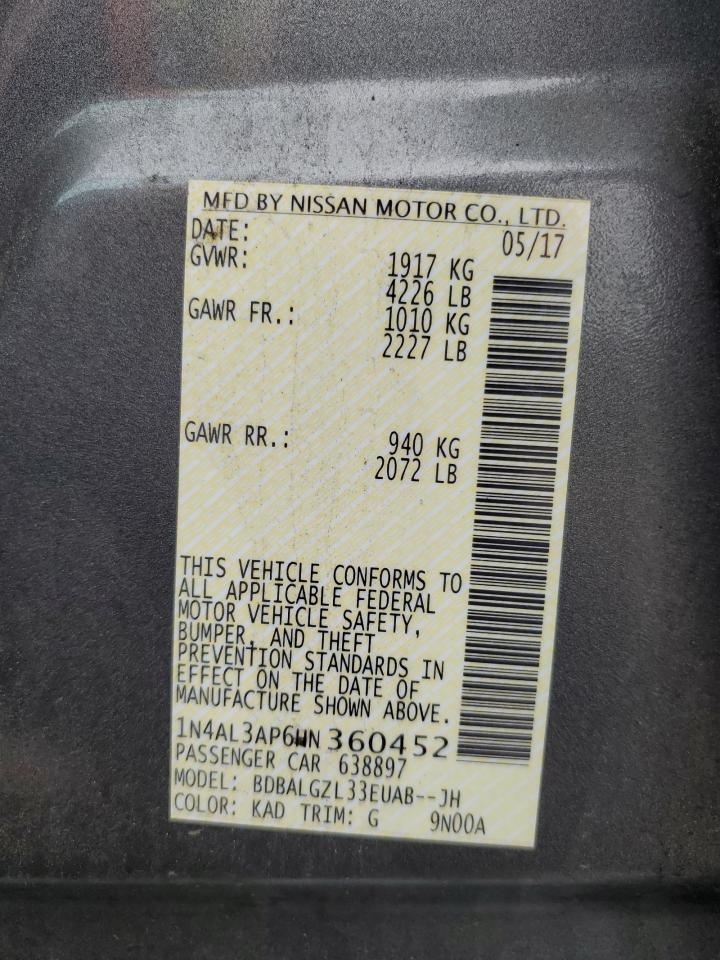 MFD BY NISSAN MOTOR CO., LTD.
DATE: 05/17
GVWR: 1917 KG
4226 LB
GAWR FR.: 1010 KG
2227 LB
GAWR RR.: 940 KG
2072 LB
THIS VEHICLE CONFORMS TO
ALL APPLICABLE FEDERAL
MOTOR VEHICLE SAFETY,
BUMPER, AND THEFT
PREVENTION STANDARDS IN
EFFECT ON THE DATE OF
MANUFACTURE SHOWN ABOVE.
1N4AL3AP6HN360452
PASSENGER CAR 638897
MODEL: BDBALGZL33EUAB--JH
COLOR: KAD TRIM: G 9N00A